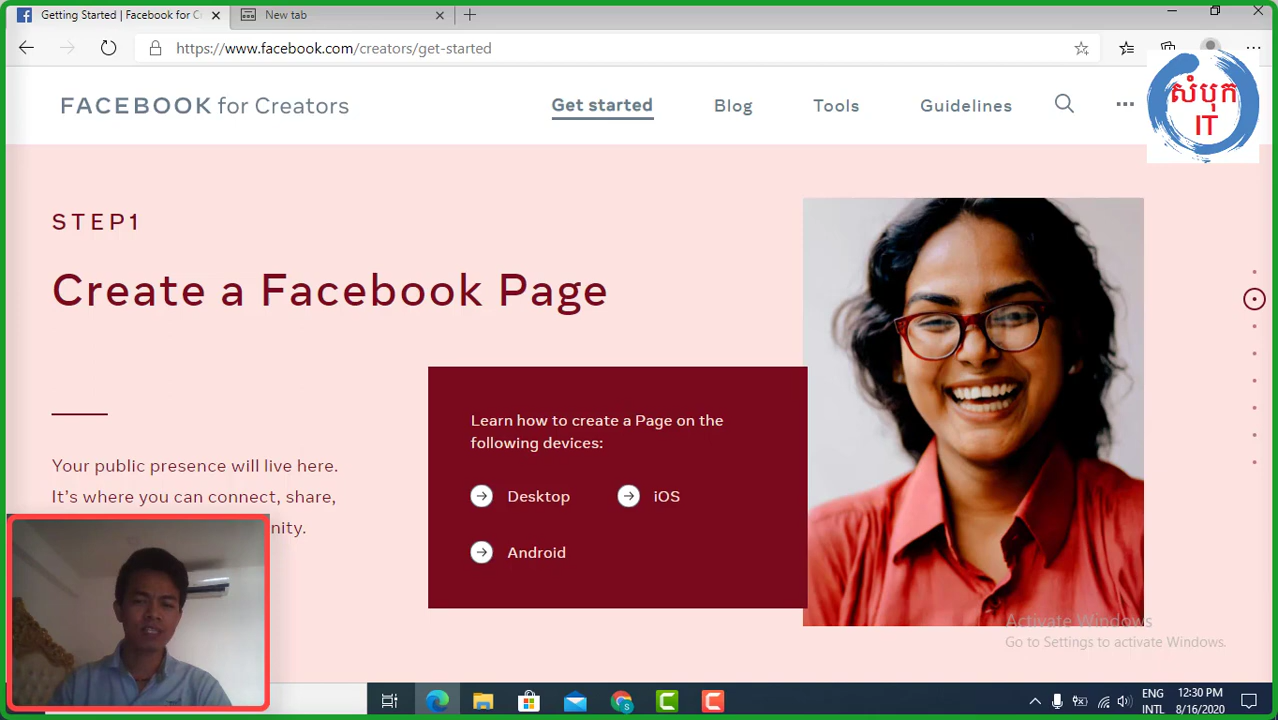 Getting Started | Facebook for C
New tab
https://www.facebook.com/creators/get-started
FACEBOOK for Creators
Get started
Blog
Tools
Guidelines
សំបុក
IT
STEP1
Create a Facebook Page
Learn how to create a Page on the
following devices:
Desktop
iOS
Android
Your public presence will live here.
It's where you can connect, share,
nity.
Activate Windows
Go to Settings to activate Windows.
ENG
INTL
12:30 PM
8/16/2020